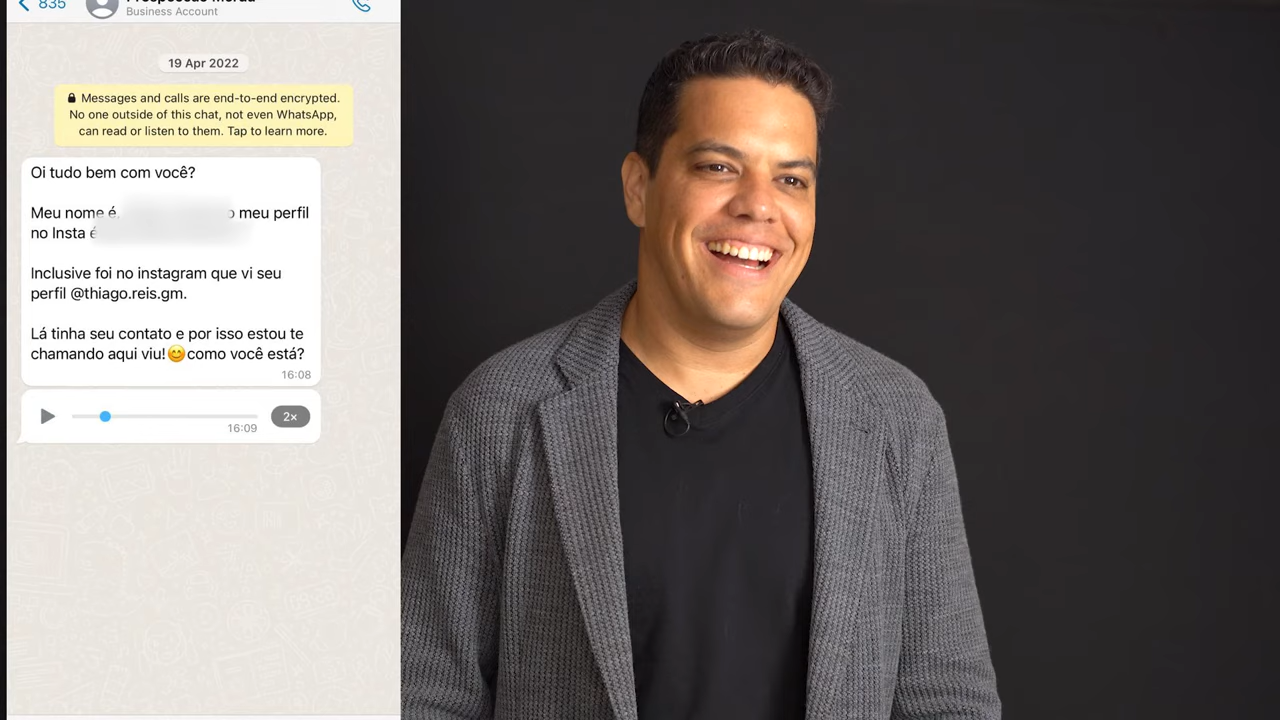 835
Business Account
19 Apr 2022
Messages and calls are end-to-end encrypted.
No one outside of this chat, not even WhatsApp,
can read or listen to them. Tap to learn more.
Oi tudo bem com você?
Meu nome é, o meu perfil
no Insta é
Inclusive foi no instagram que vi seu
perfil @thiago.reis.gm.
Lá tinha seu contato e por isso estou te
chamando aqui viu!😊como você está?
16:08
16:09
2×